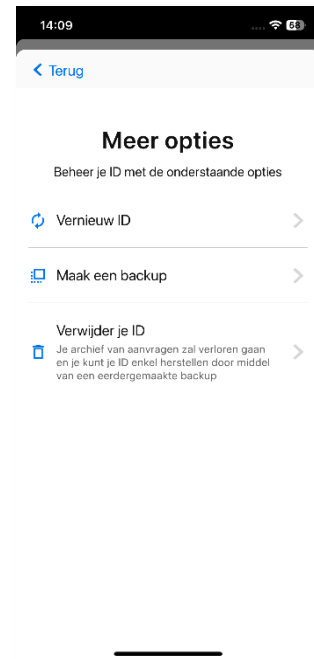 14:09
58
Terug
Meer opties
Beheer je ID met de onderstaande opties
Vernieuw ID
Maak een backup
Verwijder je ID
Je archief van aanvragen zal verloren gaan
en je kunt je ID enkel herstellen door middel
van een eerdergemaakte backup